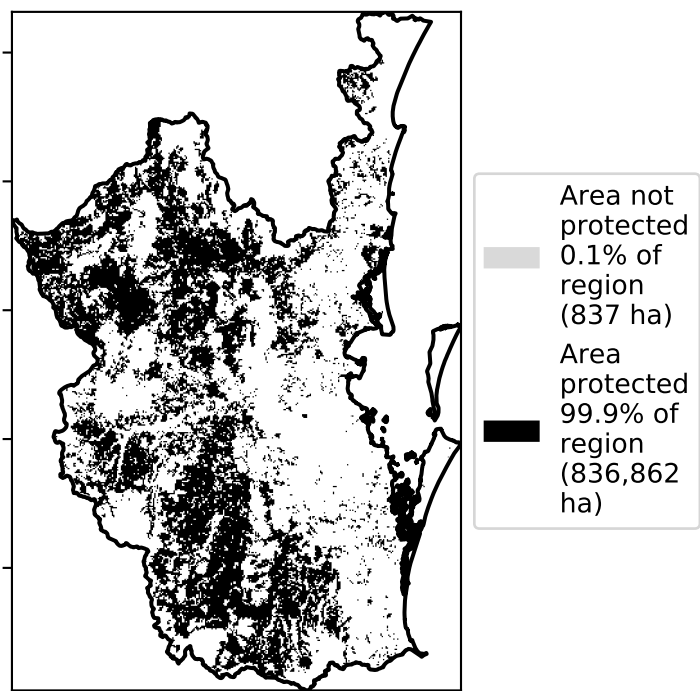 Area not
protected
0.1% of
region
(837 ha)
Area
protected
99.9% of
region
(836,862
ha)